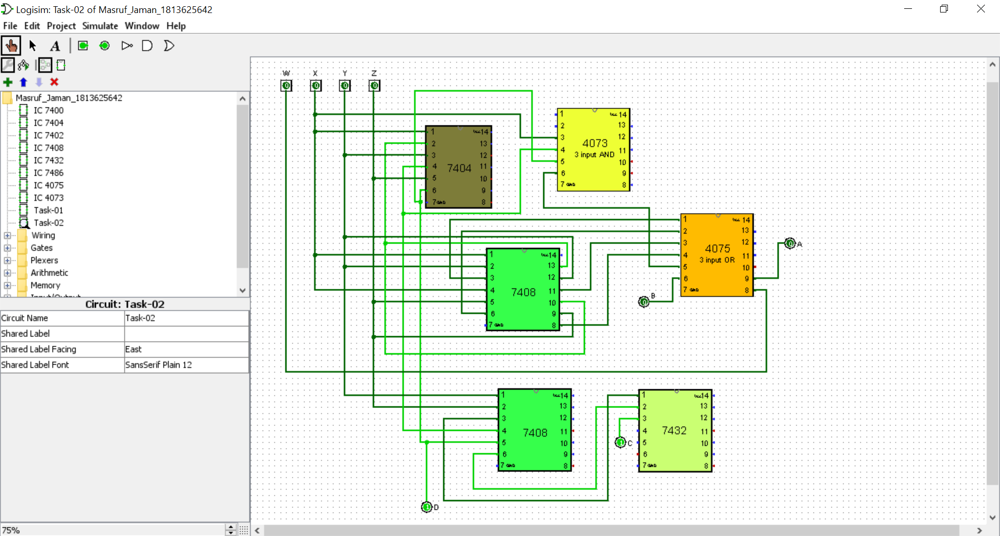 Logisim: Task-02 of Masruf_Jaman_1813625642
File Edit Project Simulate Window Help
A
Masruf_Jaman_1813625642
IC 7400
IC 7404
IC 7402
IC 7408
IC 7432
IC 7486
IC 4075
IC 4073
Task-01
Task-02
Wiring
Gates
Plexers
Arithmetic
Memory
Input/Output
Circuit: Task-02
Circuit Name Task-02
Shared Label
Shared Label Facing East
Shared Label Font SansSerif Plain 12
75%
W X Y Z
0 0 0 0
1 Vcc 14
2 13
3 12
4 11
5 10
6 9
7 GND 8
7404
1 Vcc 14
2 13
3 12
4 11
5 10
6 9
7 GND 8
4073
3 input AND
1 Vcc 14
2 13
3 12
4 11
5 10
6 9
7 GND 8
7408
1 Vcc 14
2 13
3 12
4 11
5 10
6 9
7 GND 8
4075
3 input OR
0 A
0 B
1 Vcc 14
2 13
3 12
4 11
5 10
6 9
7 GND 8
7408
1 Vcc 14
2 13
3 12
4 11
5 10
6 9
7 GND 8
7432
1 C
1 D